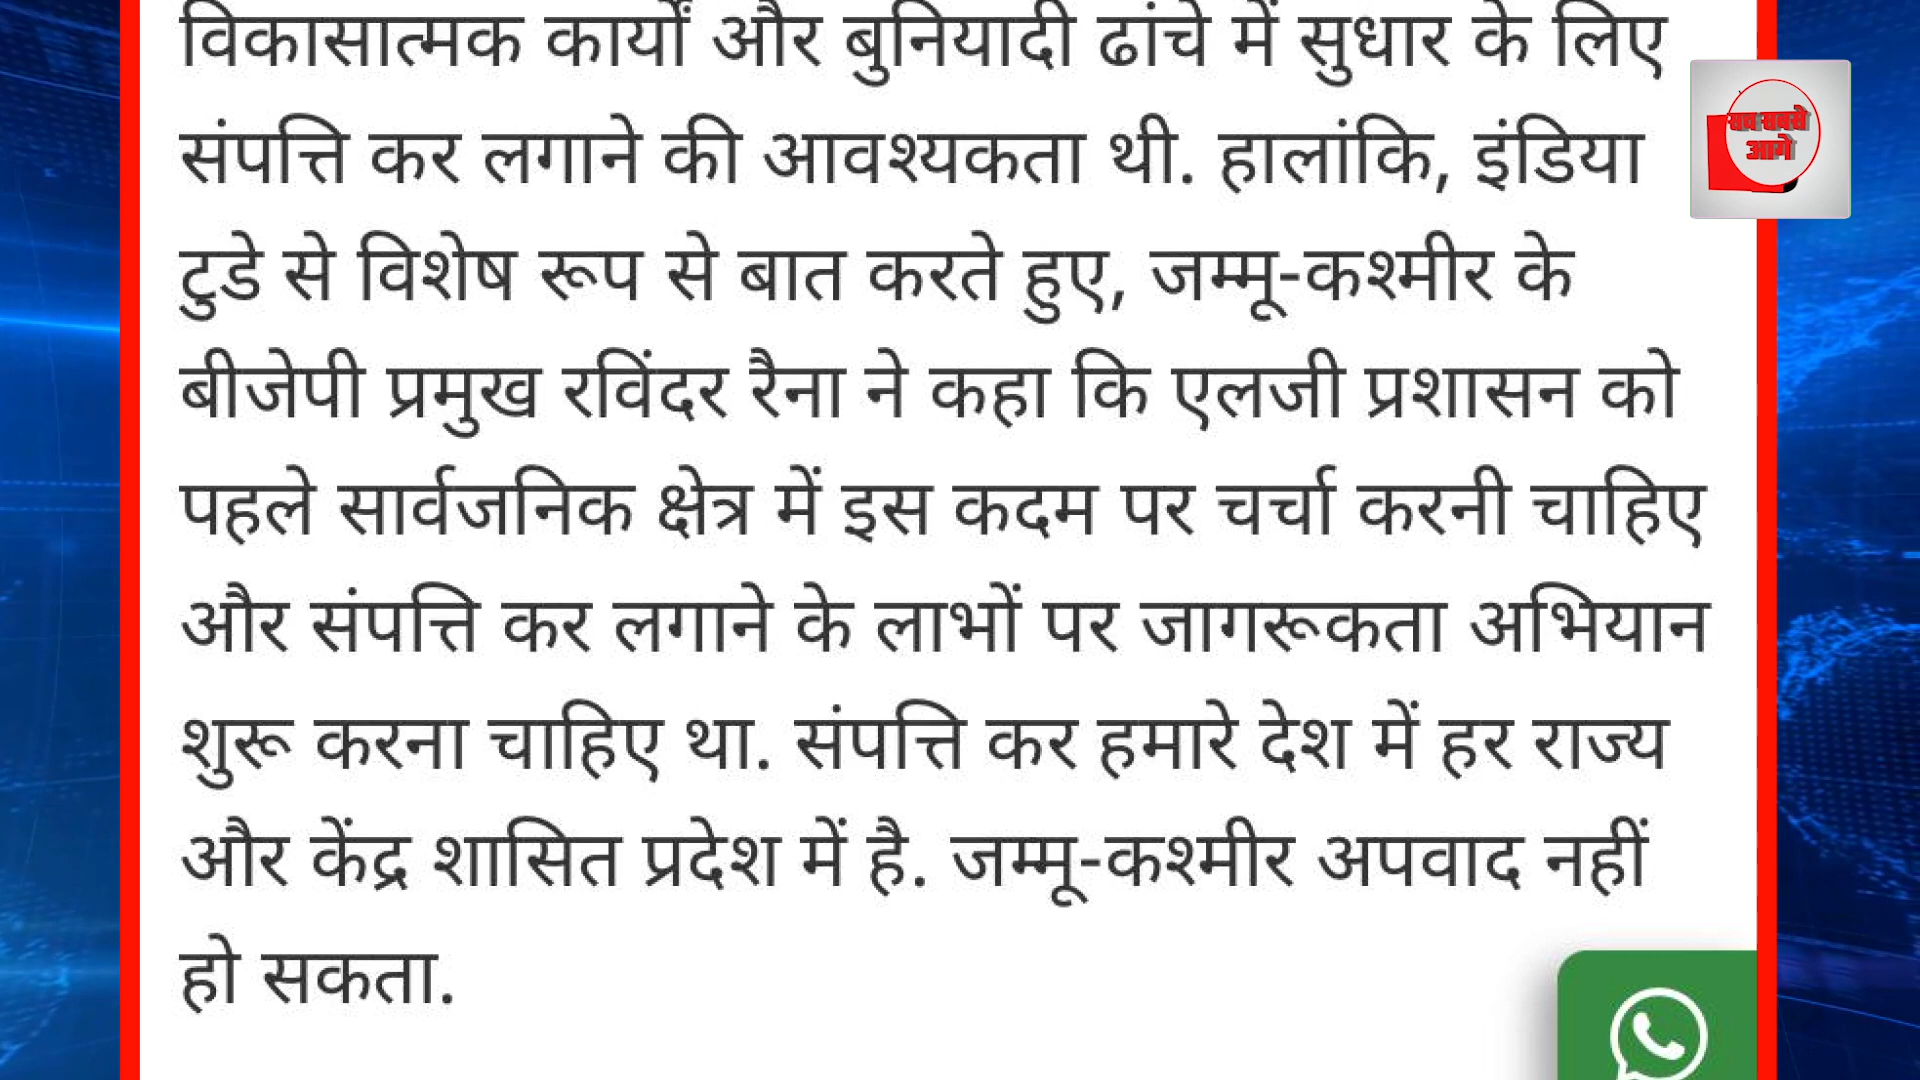 विकासात्मक कार्यों और बुनियादी ढांचे में सुधार के लिए
संपत्ति कर लगाने की आवश्यकता थी. हालांकि, इंडिया
टुडे से विशेष रूप से बात करते हुए, जम्मू-कश्मीर के
बीजेपी प्रमुख रविंदर रैना ने कहा कि एलजी प्रशासन को
पहले सार्वजनिक क्षेत्र में इस कदम पर चर्चा करनी चाहिए
और संपत्ति कर लगाने के लाभों पर जागरूकता अभियान
शुरू करना चाहिए था. संपत्ति कर हमारे देश में हर राज्य
और केंद्र शासित प्रदेश में है. जम्मू-कश्मीर अपवाद नहीं
हो सकता.
सबसे
आगे